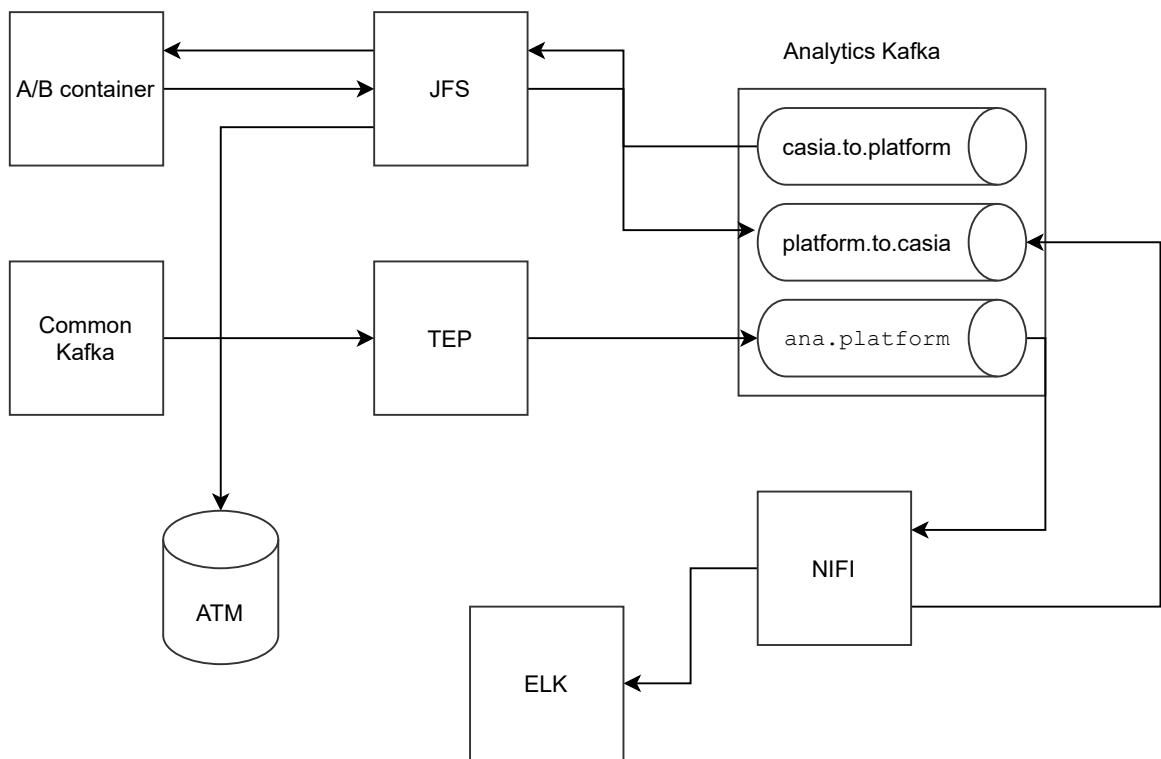 Analytics Kafka
A/B container
JFS
casia.to.platform
platform.to.casia
Common
Kafka
TEP
ana.platform
NIFI
ATM
ELK